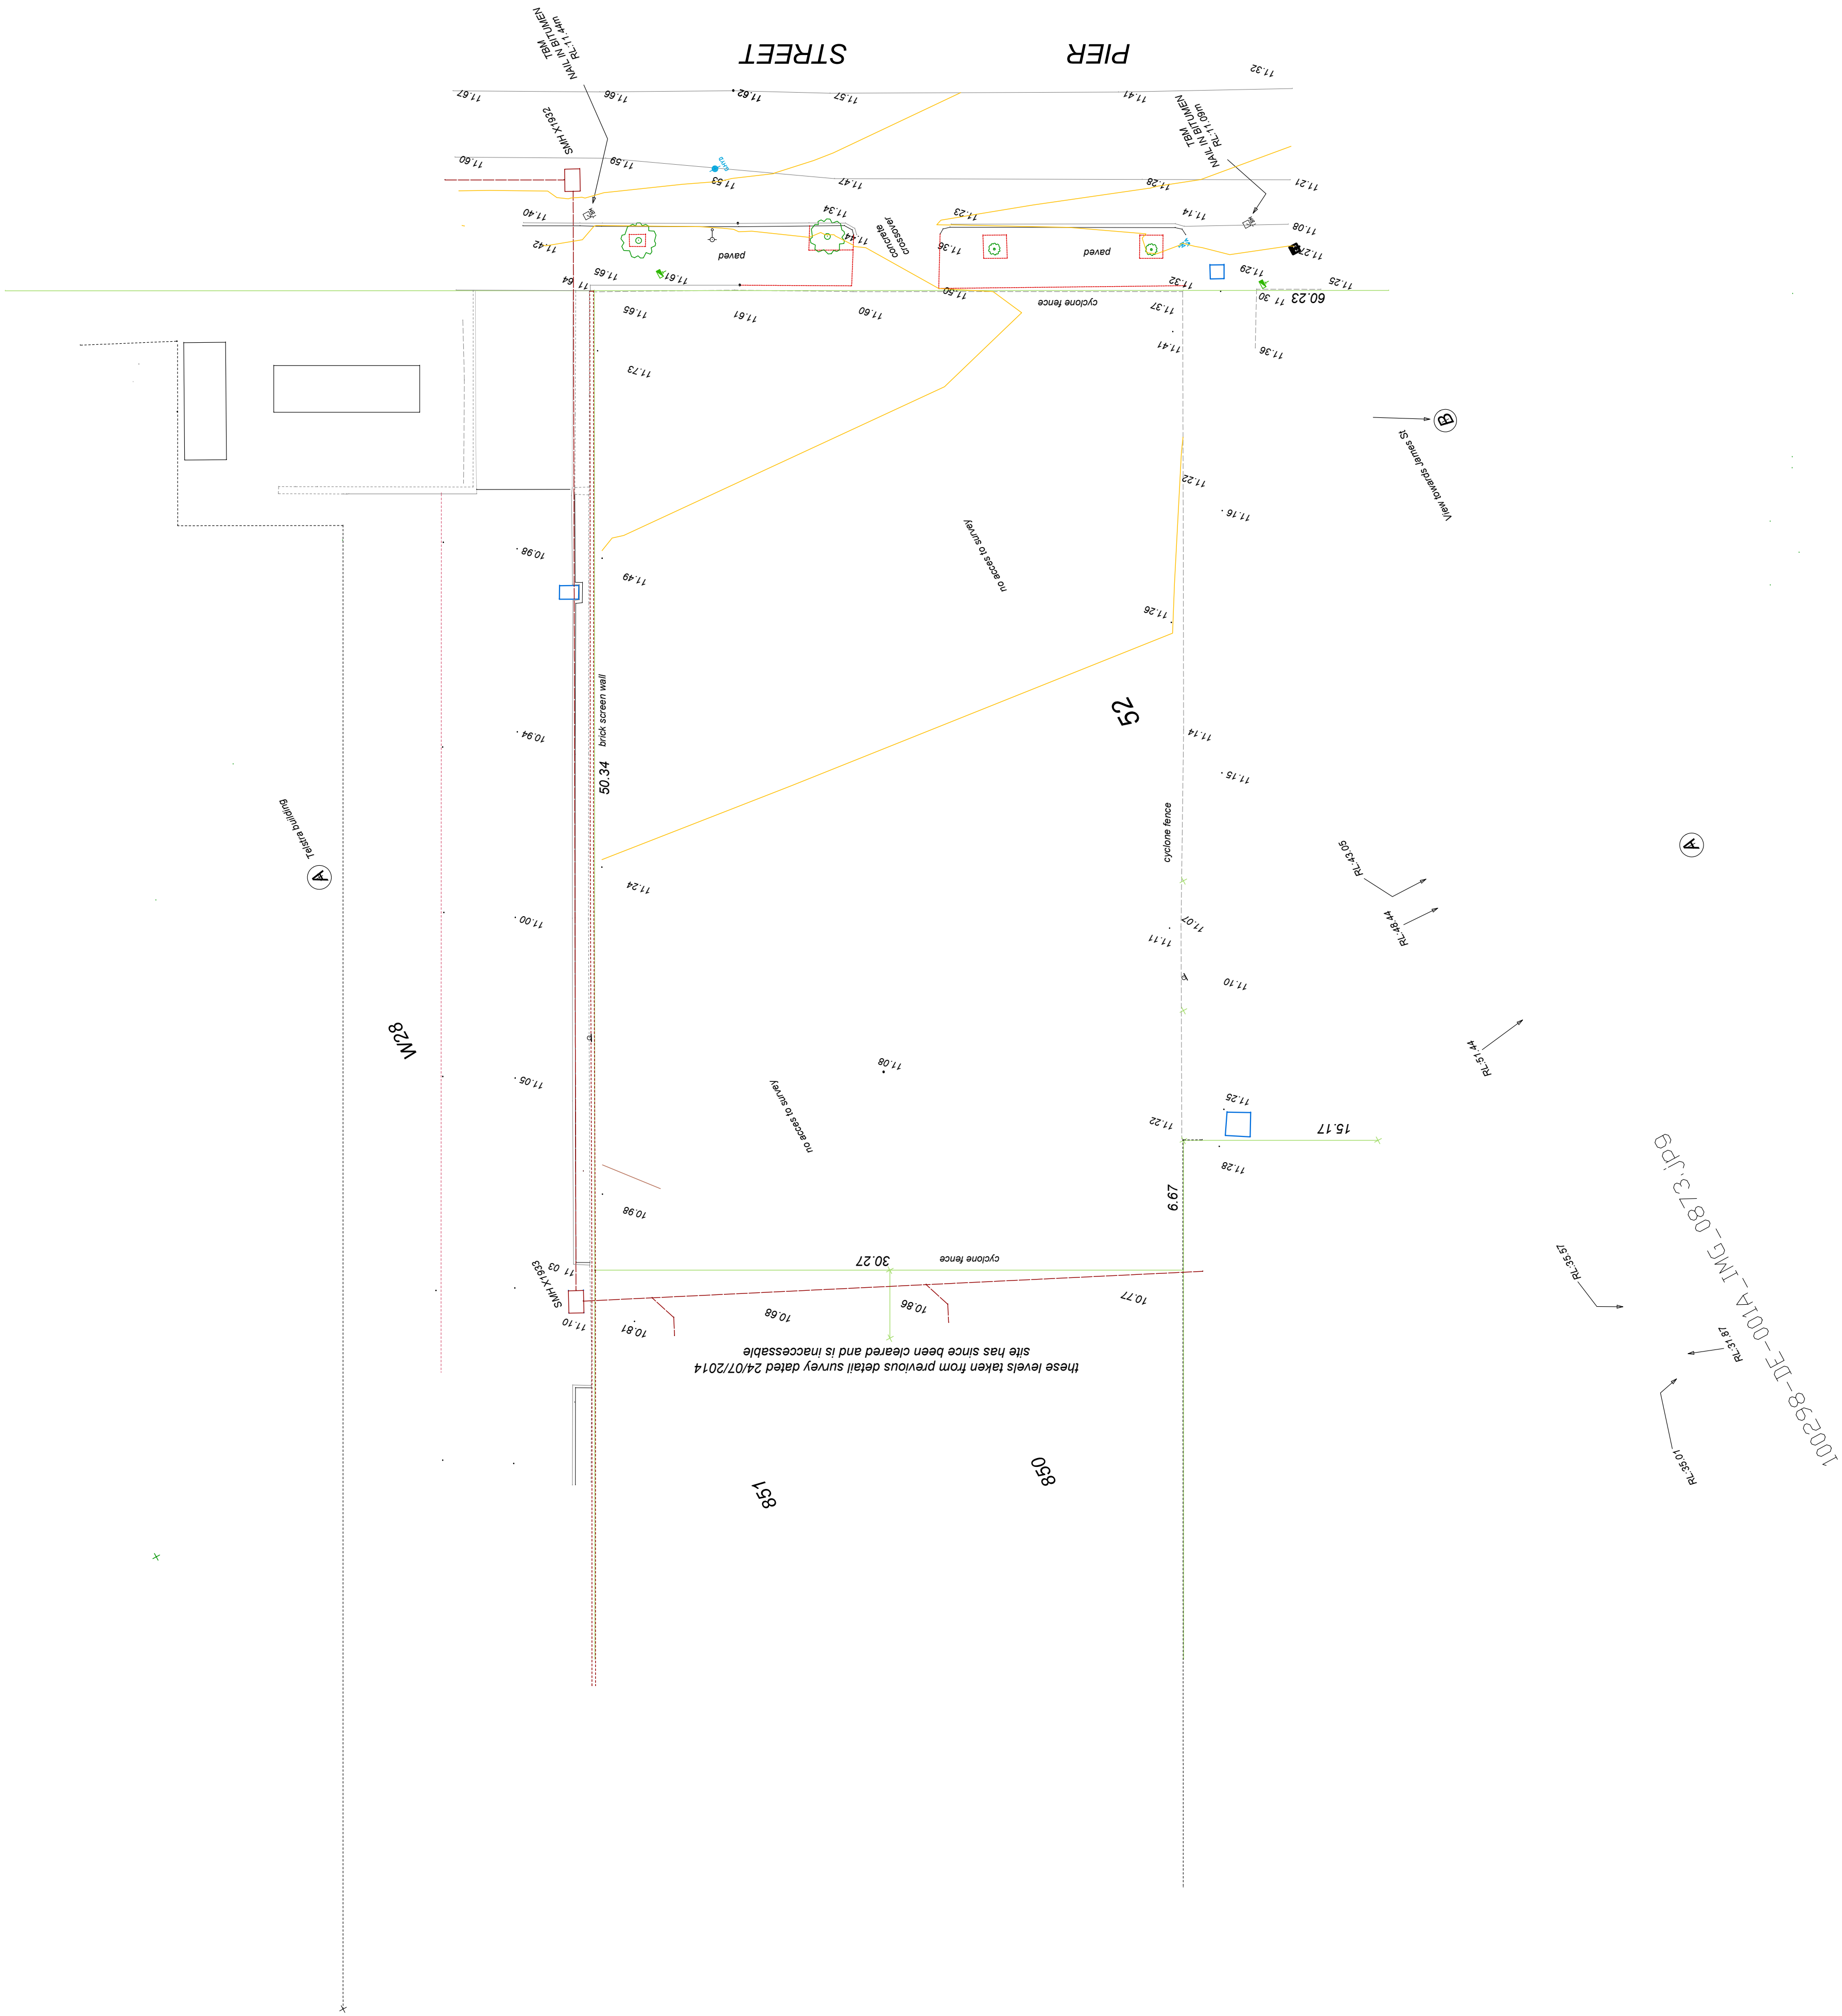 PIER STREET
TBM
NAIL IN BITUMEN
RL:11.44m
SMH X1932
TBM
NAIL IN BITUMEN
RL:11.09m
11.32
11.67
11.66
11.62
11.57
11.41
11.60
11.59
11.53
11.47
11.28
11.21
11.40
11.34
11.23
11.14
11.08
11.42
11.44
concrete
crossover
11.36
paved
paved
11.27
11.65
11.61
11.64
11.50
11.32
11.29
11.25
11.30
60.23
cyclone fence
11.65
11.61
11.60
11.37
11.41
11.36
11.73
B
View towards James St
11.22
11.16
no acces to survey
10.98
11.49
11.26
brick screen wall
50.34
52
10.94
11.14
11.15
cyclone fence
A
Telstra building
RL:43.05
RL:48.44
A
11.24
11.00
11.07
11.11
11.10
W28
RL:51.44
11.08
11.05
no acces to survey
11.25
11.22
15.17
11.28
6.67
10.98
30.27
cyclone fence
11.03
SMH X1933
11.10
10.81
10.68
10.86
10.77
these levels taken from previous detail survey dated 24/07/2014
site has since been cleared and is inaccessable
851
850
RL:35.57
RL:31.87
RL:35.01
100298-DE-001A_IMG_0873.jpg